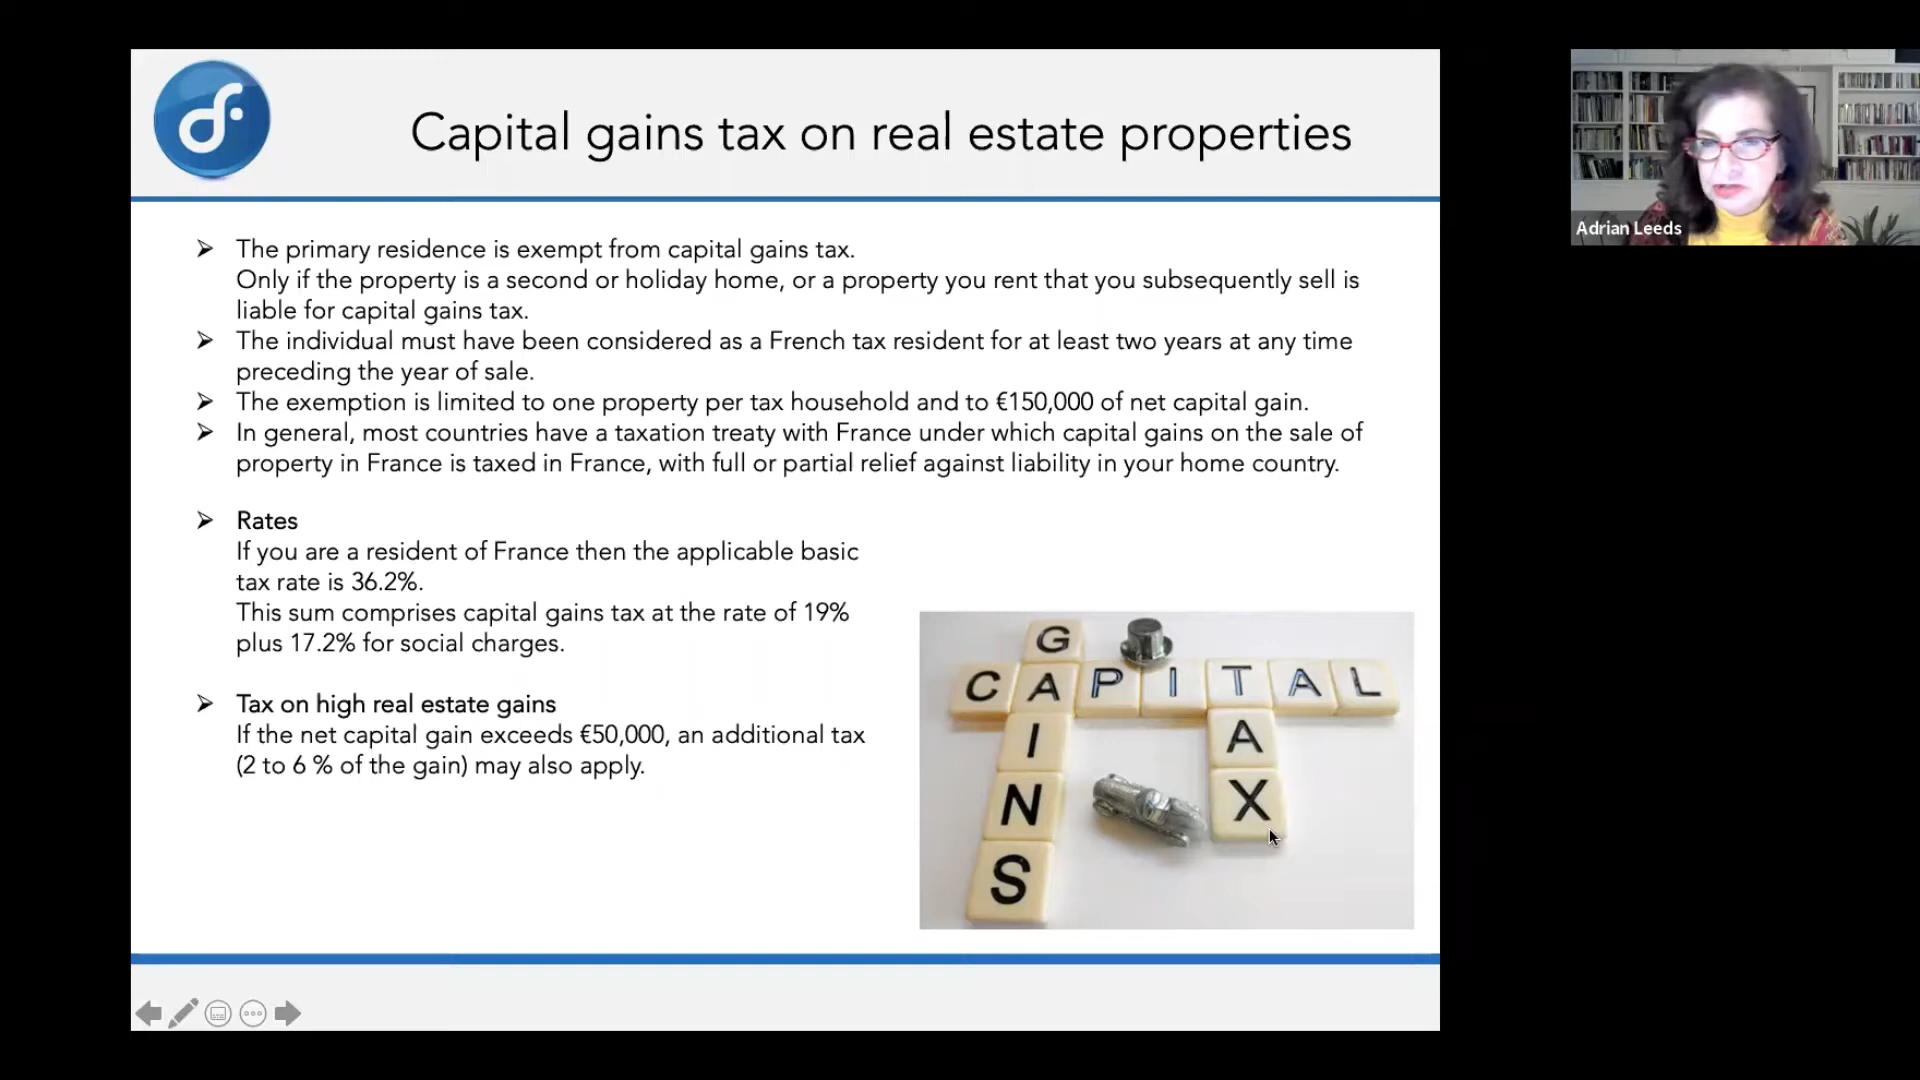 Capital gains tax on real estate properties
Adrian Leeds
➢ The primary residence is exempt from capital gains tax.
Only if the property is a second or holiday home, or a property you rent that you subsequently sell is
liable for capital gains tax.
➢ The individual must have been considered as a French tax resident for at least two years at any time
preceding the year of sale.
➢ The exemption is limited to one property per tax household and to €150,000 of net capital gain.
➢ In general, most countries have a taxation treaty with France under which capital gains on the sale of
property in France is taxed in France, with full or partial relief against liability in your home country.
➢ Rates
If you are a resident of France then the applicable basic
tax rate is 36.2%.
This sum comprises capital gains tax at the rate of 19%
plus 17.2% for social charges.
➢ Tax on high real estate gains
If the net capital gain exceeds €50,000, an additional tax
(2 to 6 % of the gain) may also apply.
CAPITAL
GAINS
TAX